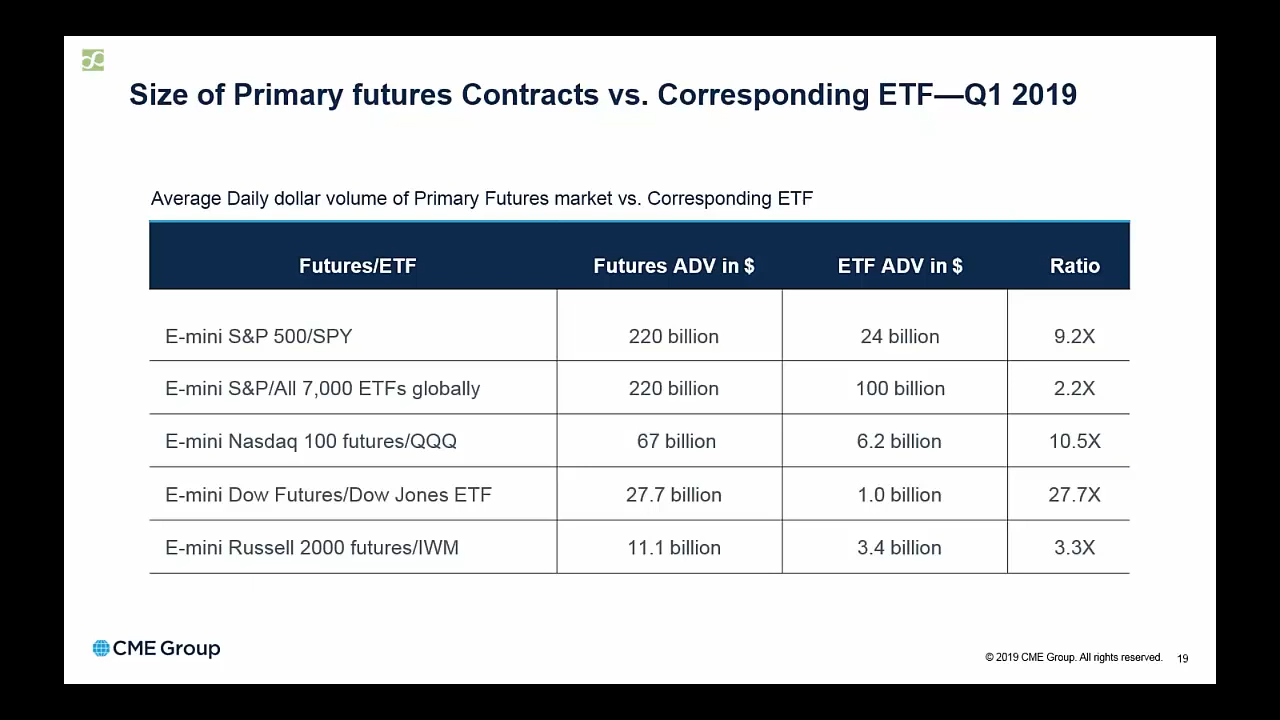 Size of Primary futures Contracts vs. Corresponding ETF—Q1 2019
Average Daily dollar volume of Primary Futures market vs. Corresponding ETF
Futures/ETF Futures ADV in $ ETF ADV in $ Ratio
E-mini S&P 500/SPY 220 billion 24 billion 9.2X
E-mini S&P/All 7,000 ETFs globally 220 billion 100 billion 2.2X
E-mini Nasdaq 100 futures/QQQ 67 billion 6.2 billion 10.5X
E-mini Dow Futures/Dow Jones ETF 27.7 billion 1.0 billion 27.7X
E-mini Russell 2000 futures/IWM 11.1 billion 3.4 billion 3.3X
CME Group
© 2019 CME Group. All rights reserved. 19